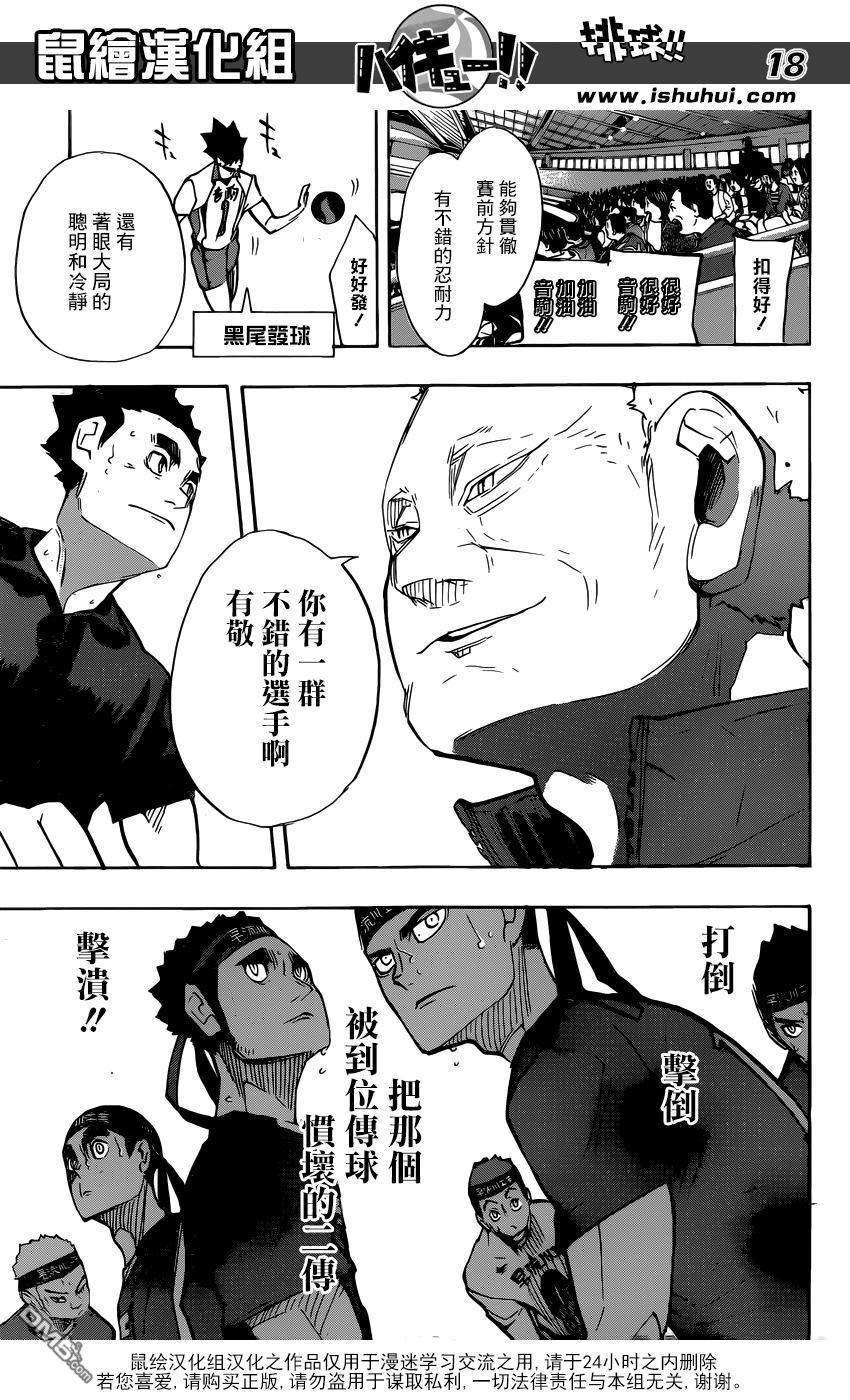 鼠繪漢化組
ハイキュー!!
排球!!
18
www.ishuhui.com
扣得好!
很好
很好
音駒!!
加油
加油
音駒!!
能夠貫徹
賽前方針
有不錯的忍耐力
好好發!
音駒
1
黑尾發球
還有
著眼大局的
聰明和冷靜
你有一群
不錯的選手啊
有敬
打倒
擊倒
把那個
被到位傳球
慣壞的二傳
擊潰!!
DMB.com
鼠绘汉化组汉化之作品仅用于漫迷学习交流之用, 请于24小时之内删除
若您喜爱, 请购买正版, 请勿盗用于谋取私利, 一切法律责任与本组无关, 谢谢。